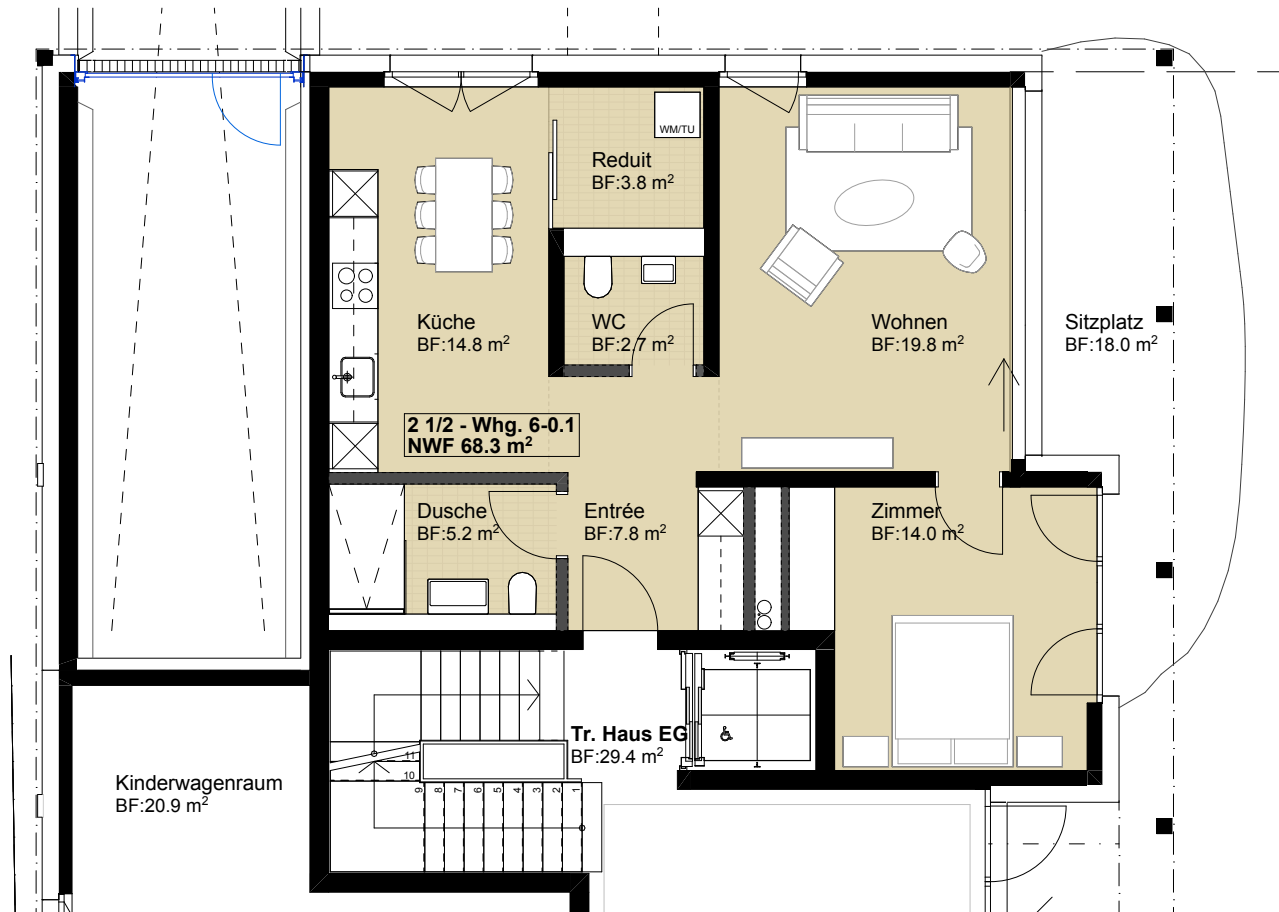 WM/TU
Reduit
BF:3.8 m²
Küche
BF:14.8 m²
WC
BF:2.7 m²
Wohnen
BF:19.8 m²
Sitzplatz
BF:18.0 m²
2 1/2 - Whg. 6-0.1
NWF 68.3 m²
Dusche
BF:5.2 m²
Entrée
BF:7.8 m²
Zimmer
BF:14.0 m²
Tr. Haus EG
BF:29.4 m²
Kinderwagenraum
BF:20.9 m²
11
10
9 8 7 6 5 4 3 2 1